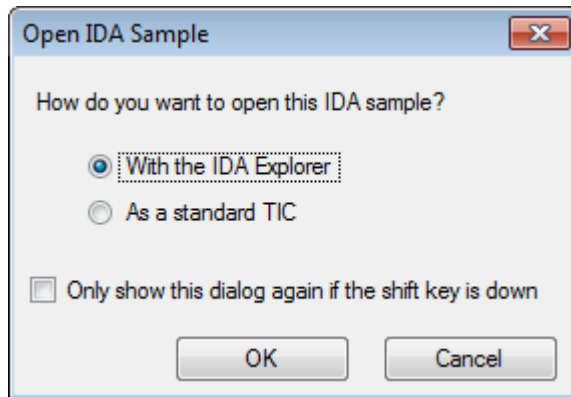 Open IDA Sample
How do you want to open this IDA sample?
With the IDA Explorer
As a standard TIC
Only show this dialog again if the shift key is down
OK
Cancel